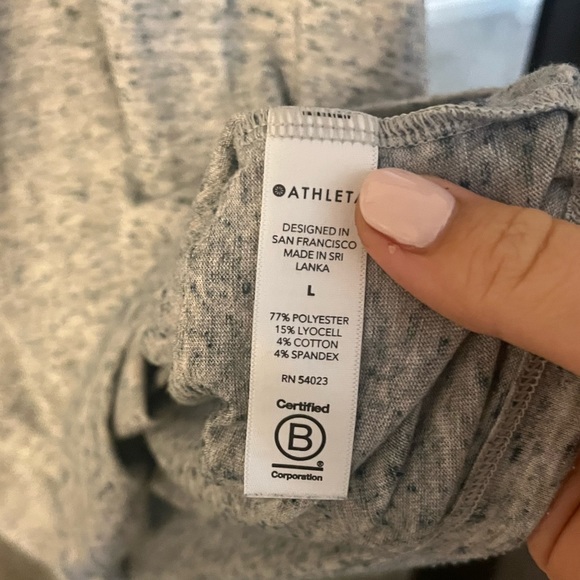 ATHLETA
DESIGNED IN
SAN FRANCISCO
MADE IN SRI
LANKA
L
77% POLYESTER
15% LYOCELL
4% COTTON
4% SPANDEX
RN 54023
Certified
B
Corporation